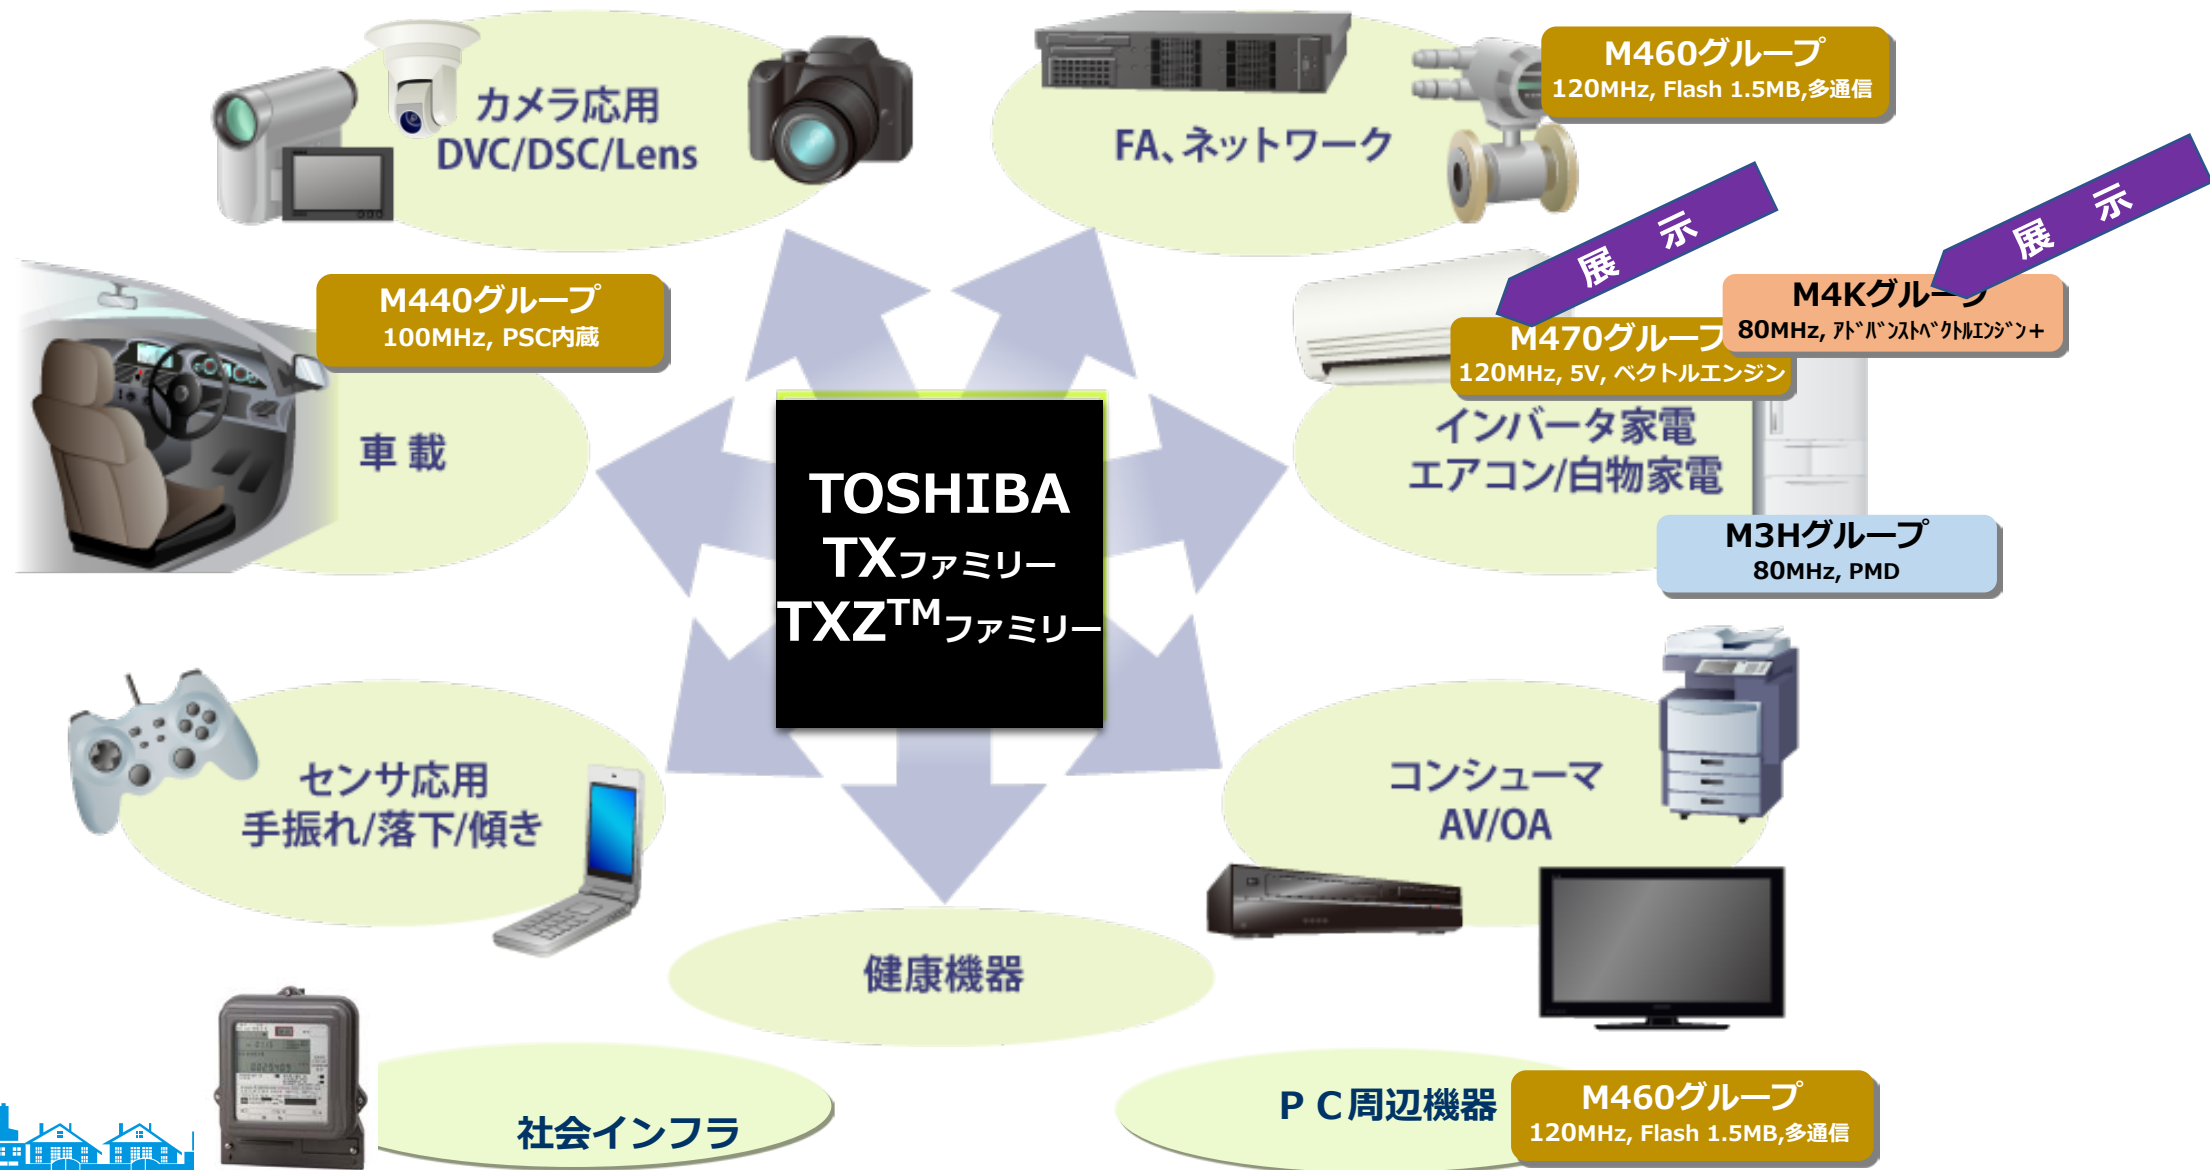 カメラ応用
DVC/DSC/Lens
FA、ネットワーク
M460グループ
120MHz, Flash 1.5MB,多通信
展 示
展 示
M440グループ
100MHz, PSC内蔵
車 載
M470グループ
120MHz, 5V, ベクトルエンジン
M4Kグループ
80MHz, ｱﾄﾞﾊﾞﾝｽﾄﾍﾞｸﾄﾙｴﾝｼﾞﾝ+
インバータ家電
エアコン/白物家電
M3Hグループ
80MHz, PMD
TOSHIBA
TXファミリー
TXZTMファミリー
センサ応用
手振れ/落下/傾き
コンシューマ
AV/OA
健康機器
社会インフラ
ＰＣ周辺機器
M460グループ
120MHz, Flash 1.5MB,多通信